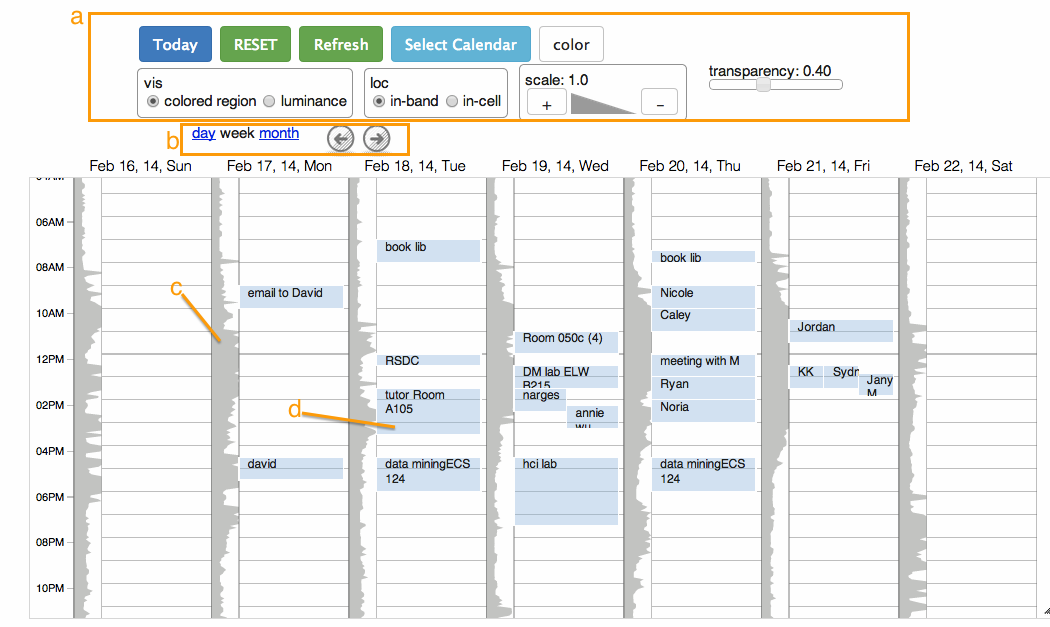 a
Today RESET Refresh Select Calendar color
vis loc scale: 1.0 transparency: 0.40
colored region luminance in-band in-cell + -
b day week month
Feb 16, 14, Sun Feb 17, 14, Mon Feb 18, 14, Tue Feb 19, 14, Wed Feb 20, 14, Thu Feb 21, 14, Fri Feb 22, 14, Sat
04AM
06AM
book lib
book lib
08AM
c email to David Nicole
10AM Caley
Jordan
Room 050c (4)
12PM RSDC meeting with M
DM lab ELW KK Sydn
B215 Ryan Jany
tutor Room narges M
02PM A105 Noria
d annie
wu
04PM
david data miningECS hci lab data miningECS
124 124
06PM
08PM
10PM